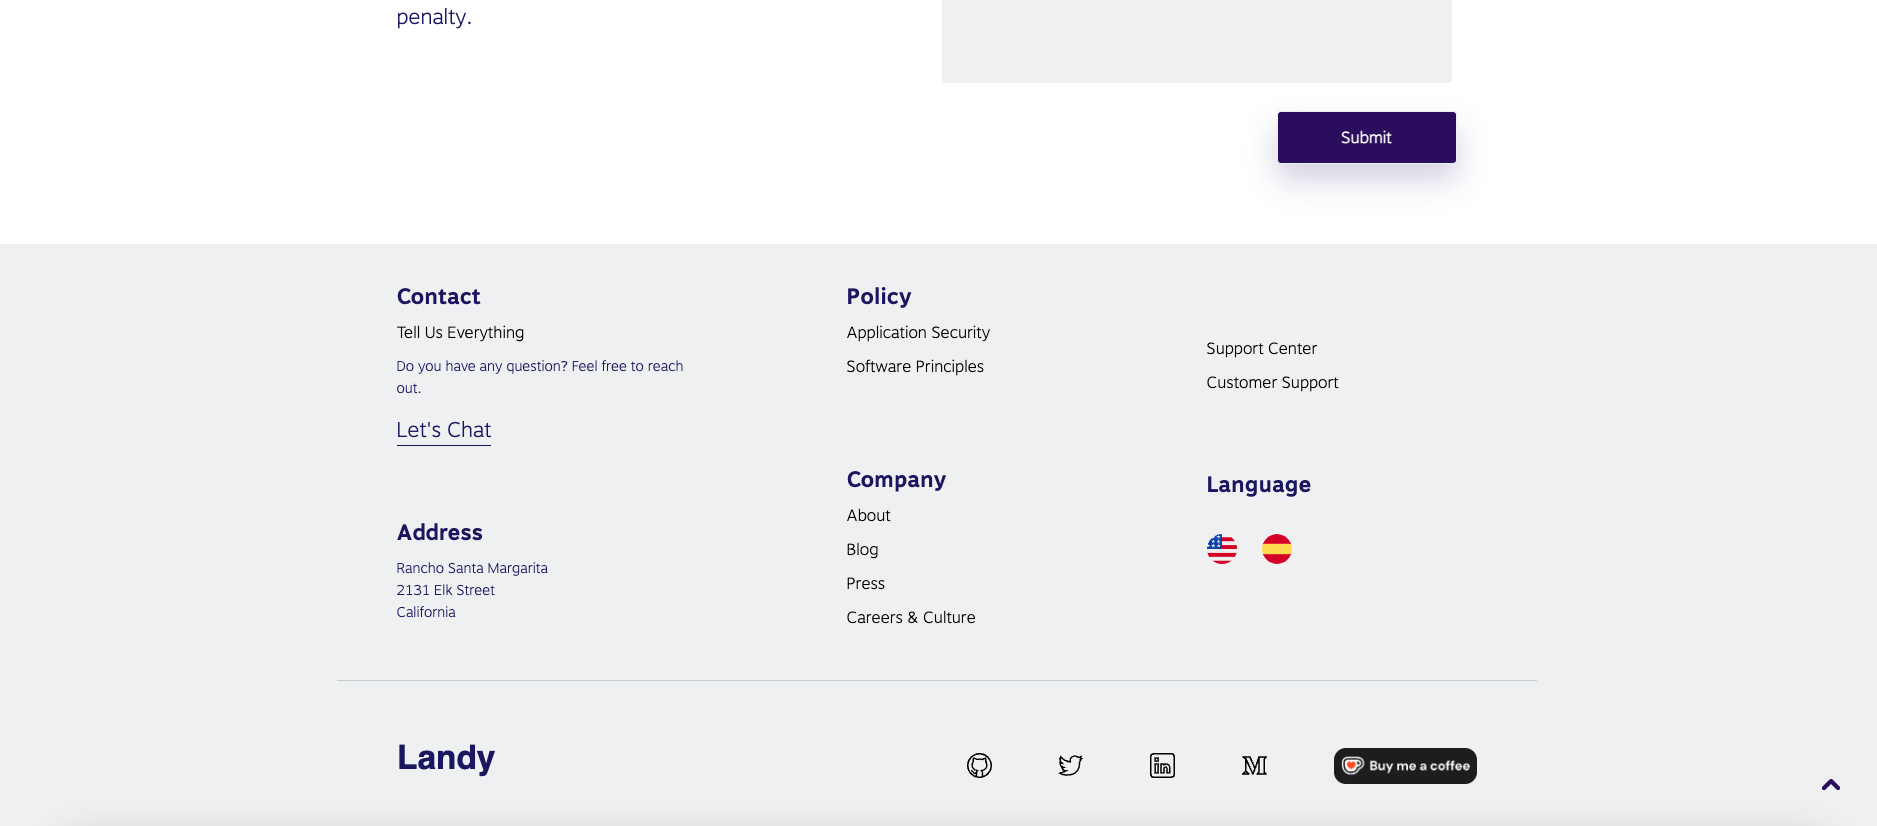 penalty.
Submit
Contact
Tell Us Everything
Do you have any question? Feel free to reach
out.
Let's Chat
Address
Rancho Santa Margarita
2131 Elk Street
California
Policy
Application Security
Software Principles
Support Center
Customer Support
Company
About
Blog
Press
Careers & Culture
Language
Landy
Buy me a coffee